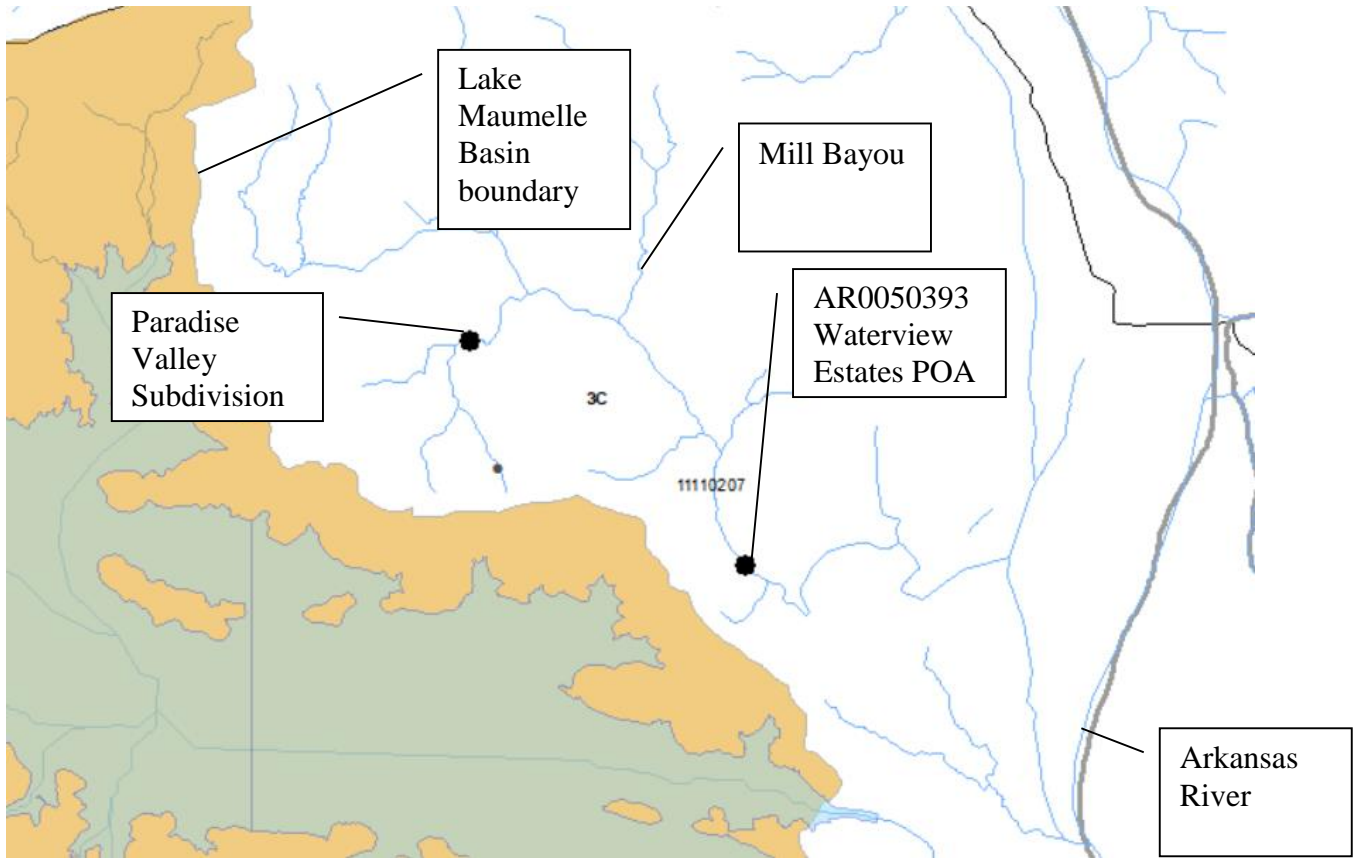 Lake
Maumelle
Basin
boundary
Mill Bayou
Paradise
Valley
Subdivision
AR0050393
Waterview
Estates POA
3C
11110207
Arkansas
River